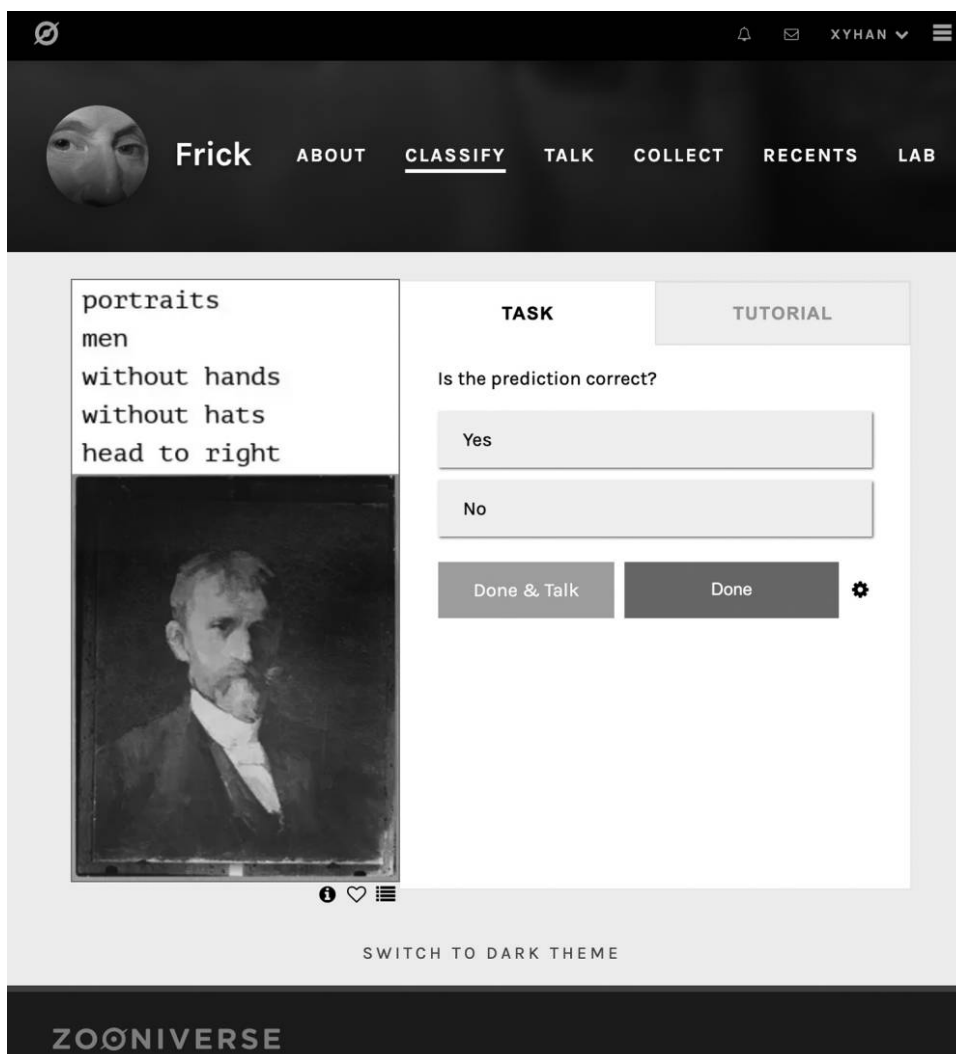 XYHAN
Frick
ABOUT
CLASSIFY
TALK
COLLECT
RECENTS
LAB
portraits
men
without hands
without hats
head to right
TASK
TUTORIAL
Is the prediction correct?
Yes
No
Done & Talk
Done
SWITCH TO DARK THEME
ZOONIVERSE